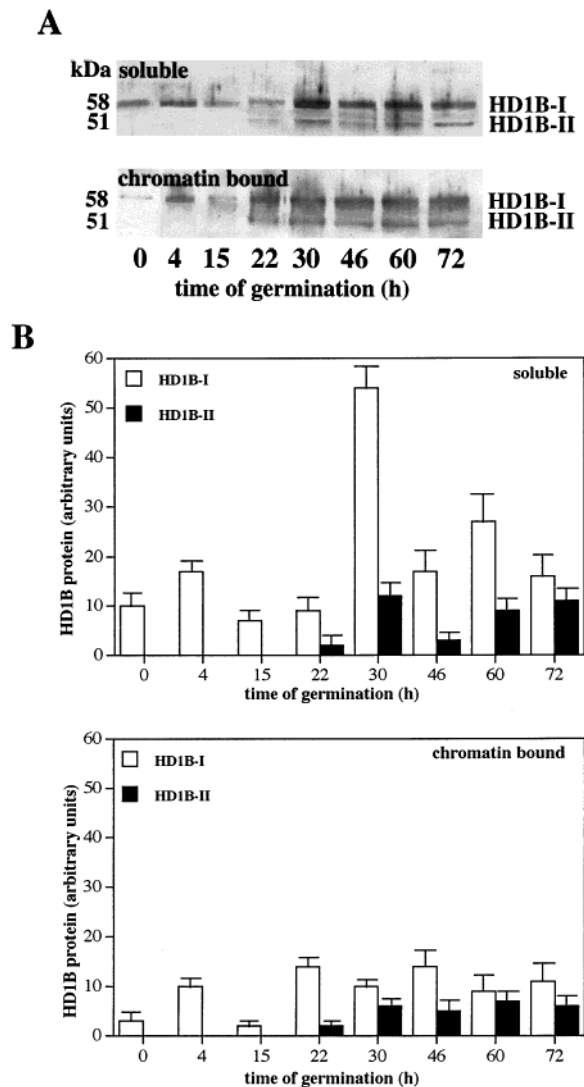 A
kDa soluble
58 HD1B-I
51 HD1B-II
chromatin bound
58 HD1B-I
51 HD1B-II
0 4 15 22 30 46 60 72
time of germination (h)
B
60
50
40
30
20
10
0
HD1B protein (arbitrary units)
HD1B-I
HD1B-II
soluble
0 4 15 22 30 46 60 72
time of germination (h)
60
50
40
30
20
10
0
HD1B protein (arbitrary units)
HD1B-I
HD1B-II
chromatin bound
0 4 15 22 30 46 60 72
time of germination (h)